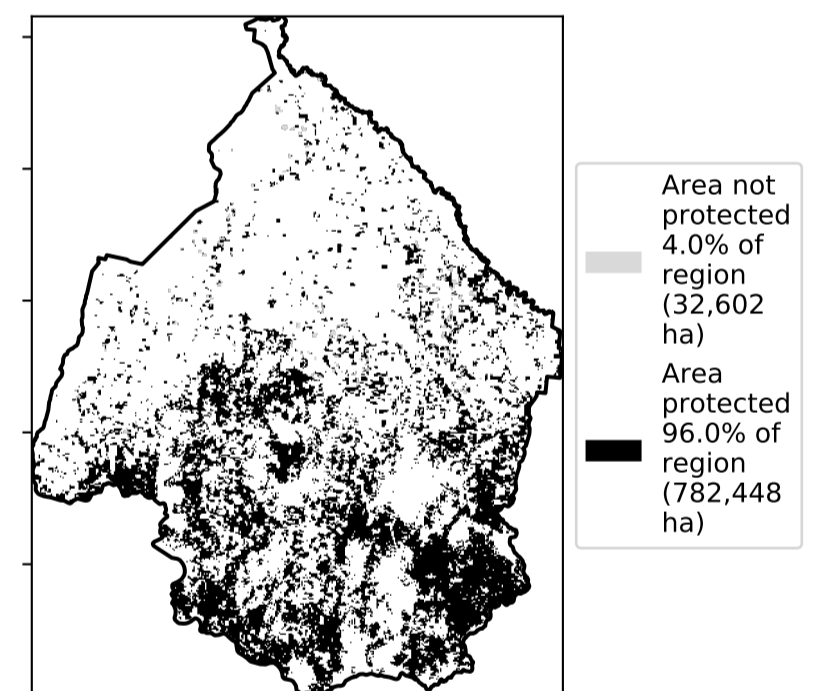 Area not
protected
4.0% of
region
(32,602
ha)
Area
protected
96.0% of
region
(782,448
ha)